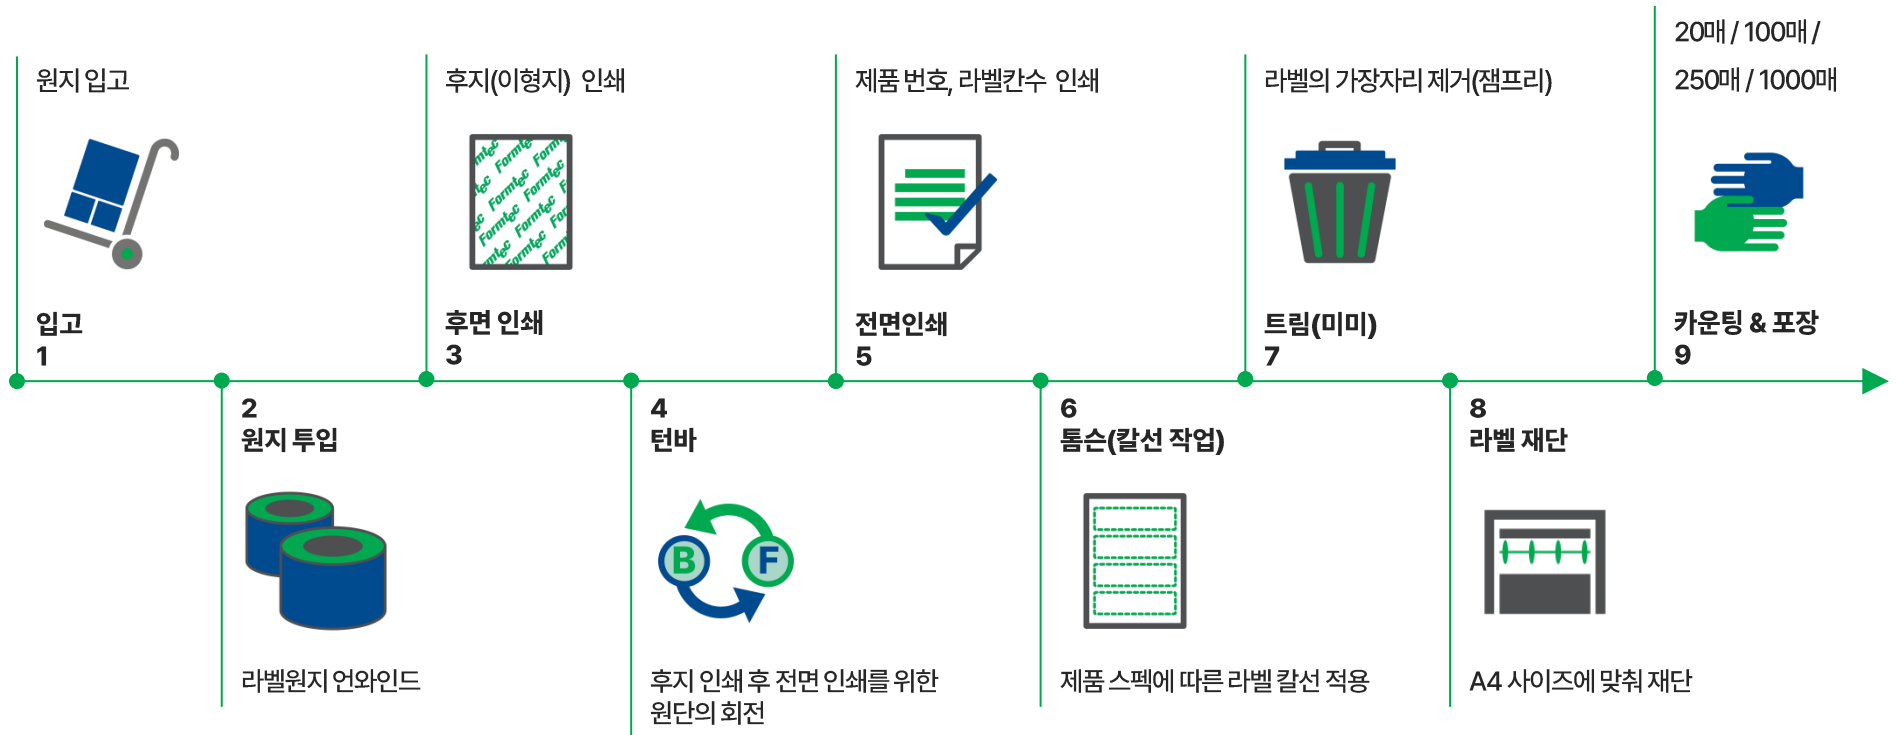 원지 입고
입고
1
2
원지 투입
라벨원지 언와인드
후지(이형지) 인쇄
Formtec
후면 인쇄
3
4
턴바
B
F
후지 인쇄 후 전면 인쇄를 위한
원단의 회전
제품 번호, 라벨칸수 인쇄
전면인쇄
5
6
톰슨(칼선 작업)
제품 스펙에 따른 라벨 칼선 적용
라벨의 가장자리 제거(잼프리)
트림(미미)
7
8
라벨 재단
A4 사이즈에 맞춰 재단
20매 / 100매 /
250매 / 1000매
카운팅 & 포장
9